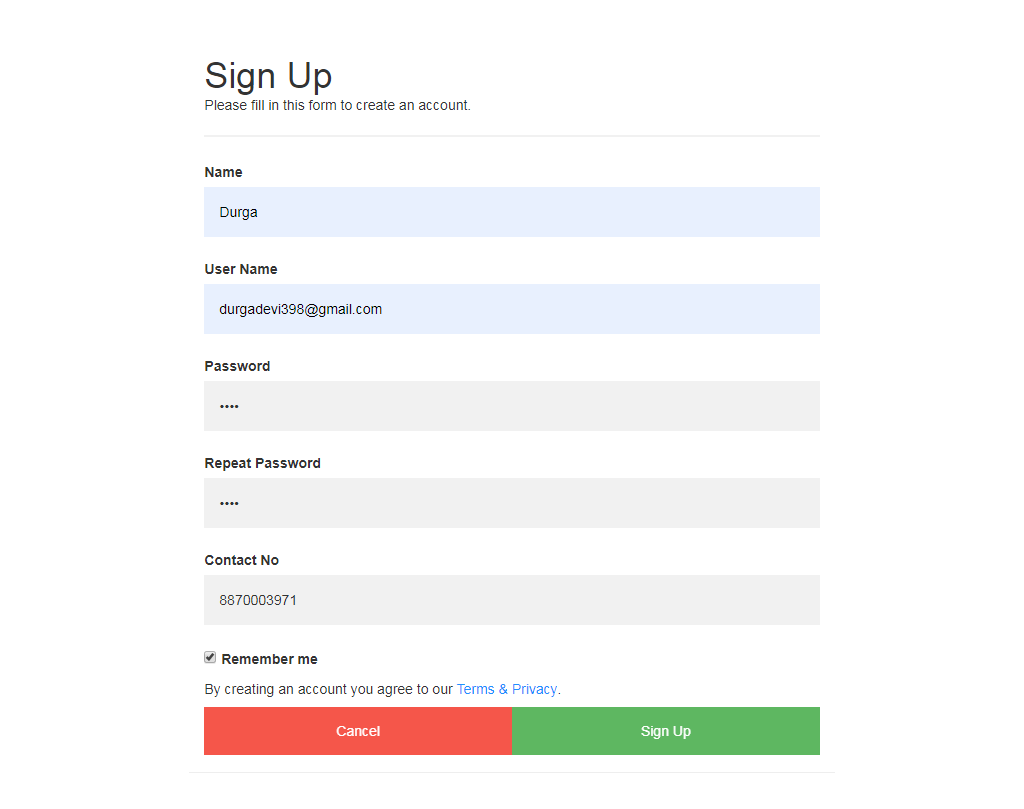 Sign Up
Please fill in this form to create an account.
Name
Durga
User Name
durgadevi398@gmail.com
Password
••••
Repeat Password
••••
Contact No
8870003971
Remember me
By creating an account you agree to our Terms & Privacy.
Cancel
Sign Up